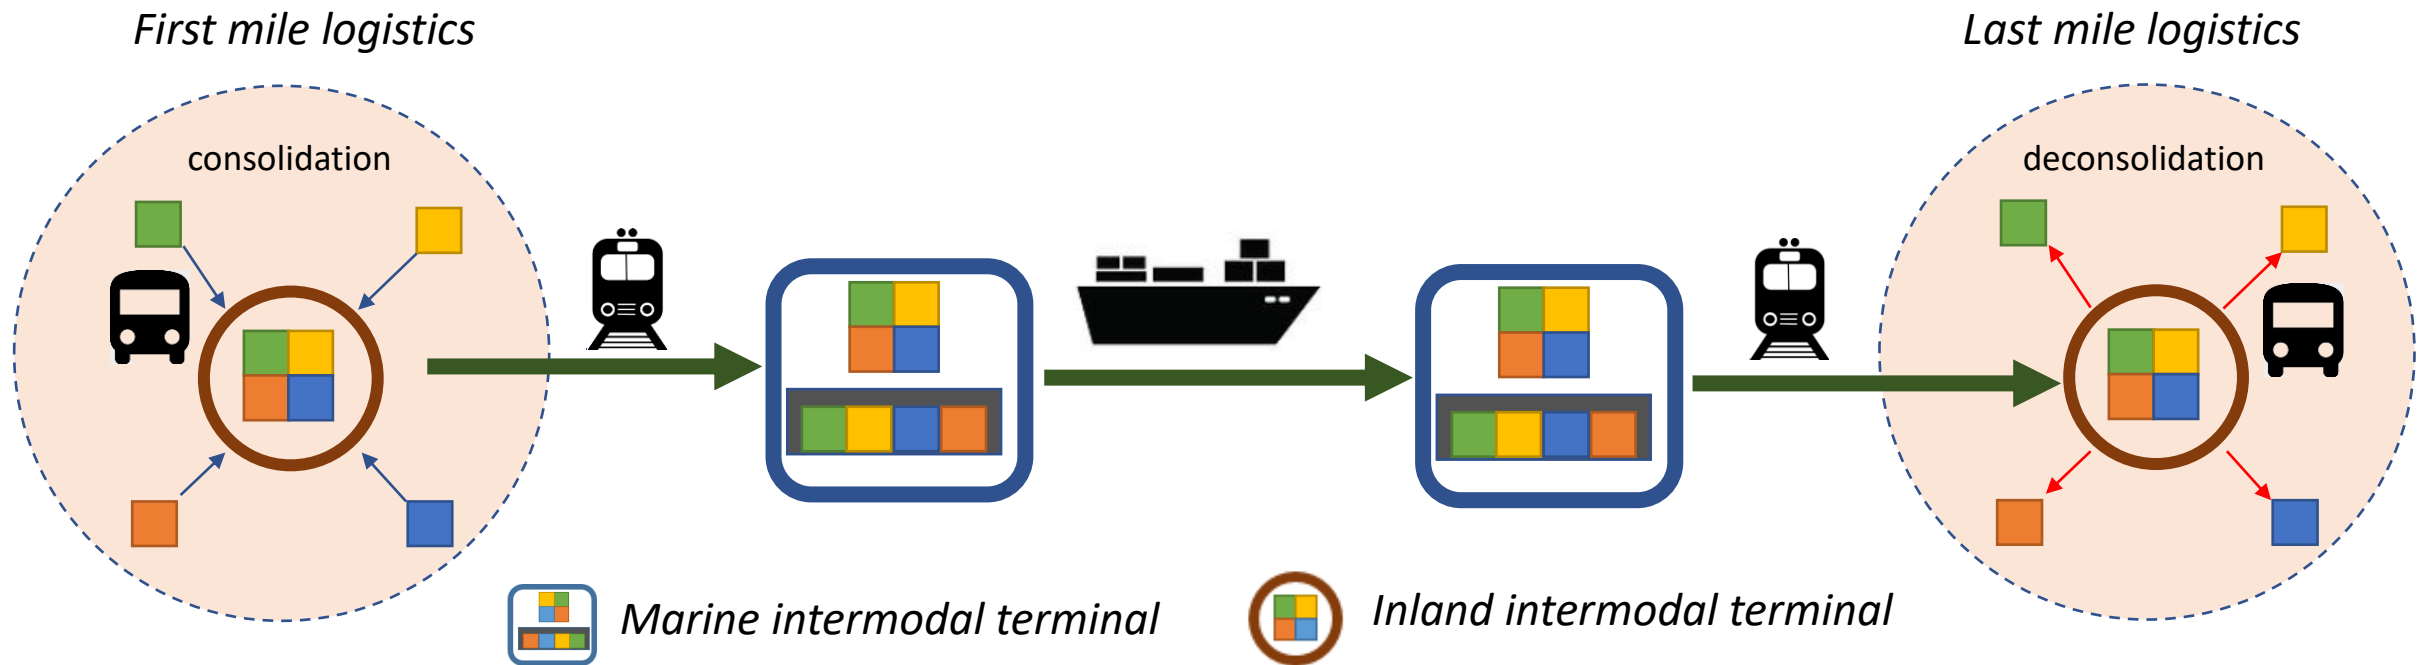 First mile logistics
Last mile logistics
consolidation
deconsolidation
Marine intermodal terminal
Inland intermodal terminal